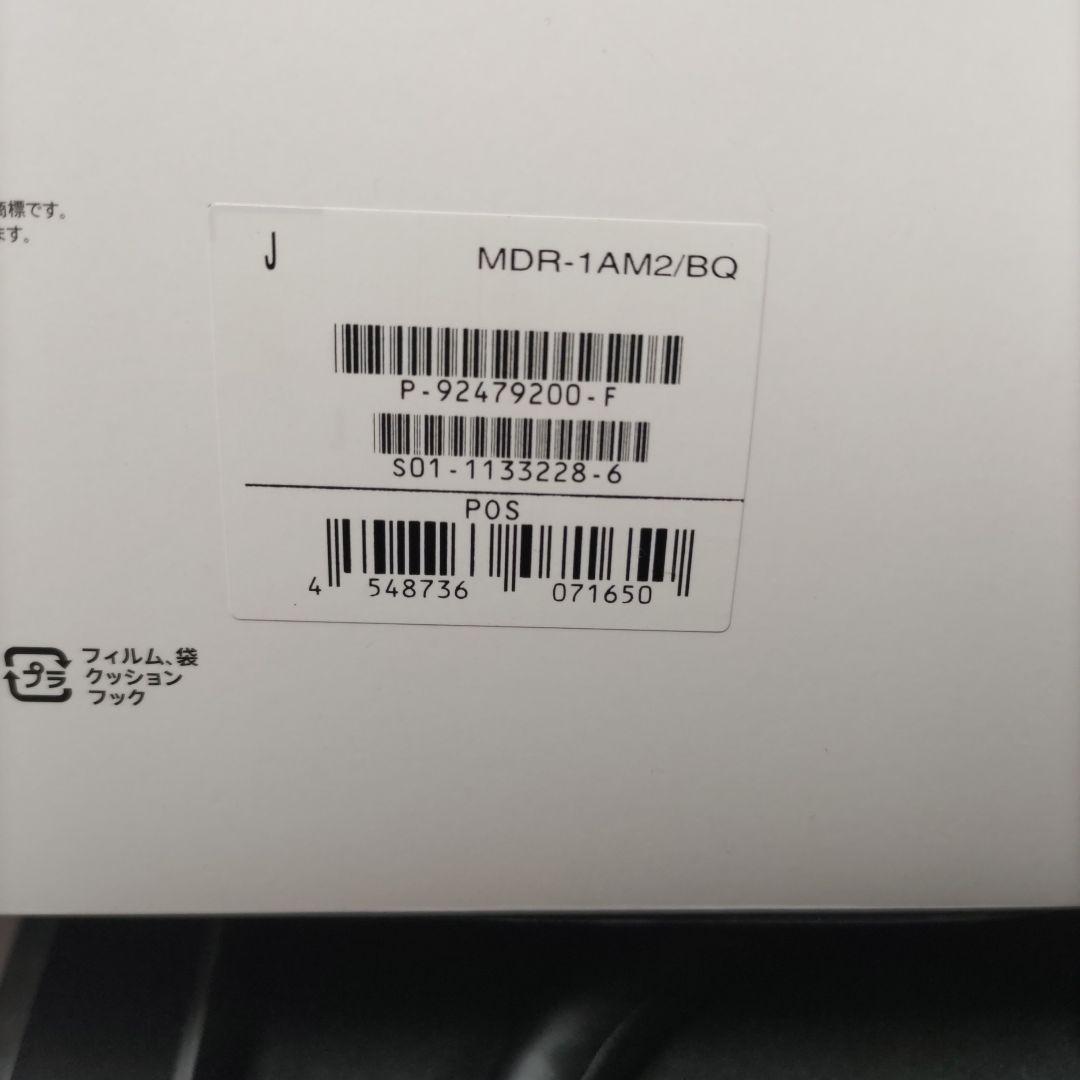 商標です。
ます。
J
MDR-1AM2/BQ
P-92479200-F
S01-1133228-6
POS
4 548736 071650
プラ
フィルム、袋
クッション
フック